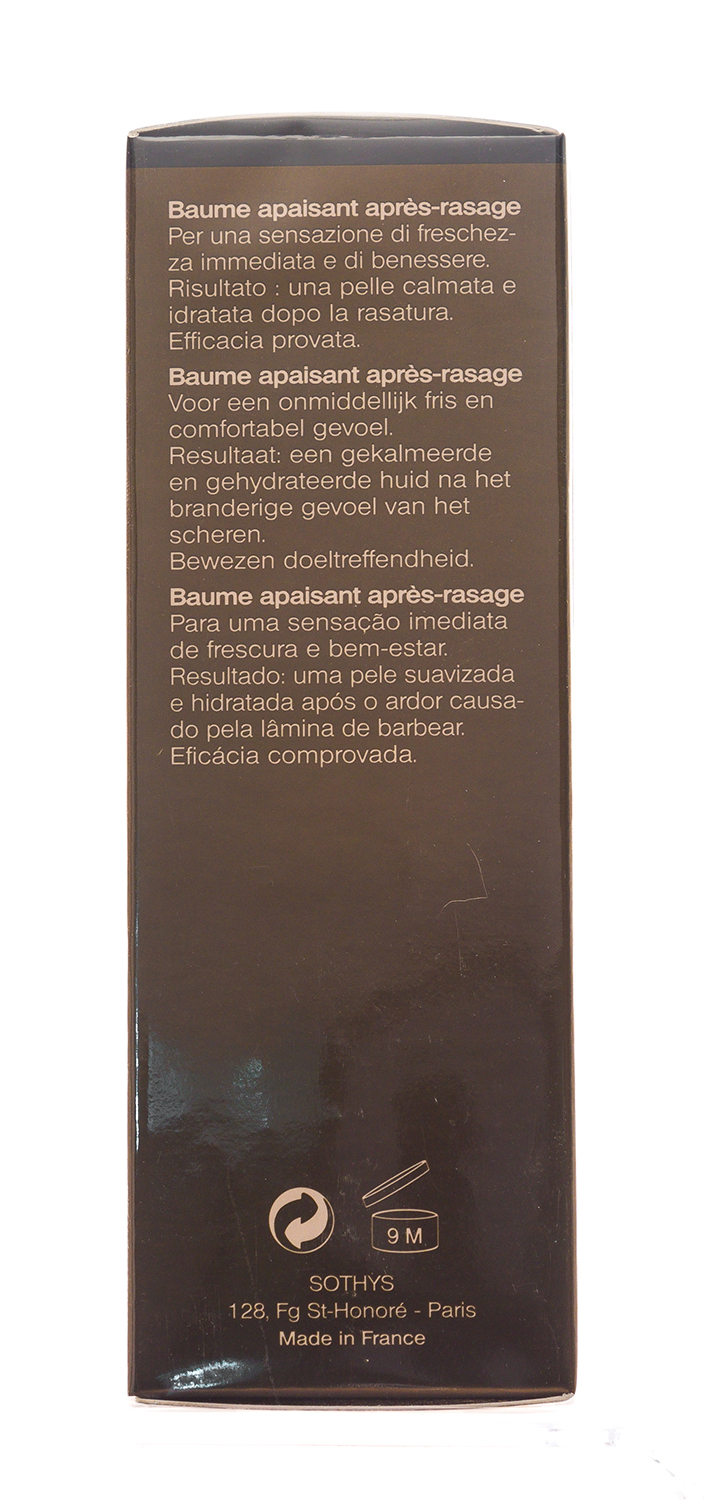 Baume apaisant après-rasage
Per una sensazione di freschez-
za immediata e di benessere.
Risultato : una pelle calmata e
idratata dopo la rasatura.
Efficacia provata.
Baume apaisant après-rasage
Voor een onmiddellijk fris en
comfortabel gevoel.
Resultaat: een gekalmeerde
en gehydrateerde huid na het
branderige gevoel van het
scheren.
Bewezen doeltreffendheid.
Baume apaisant après-rasage
Para uma sensação imediata
de frescura e bem-estar.
Resultado: uma pele suavizada
e hidratada após o ardor causa-
do pela lâmina de barbear.
Eficácia comprovada.
9 M
SOTHYS
128, Fg St-Honoré - Paris
Made in France